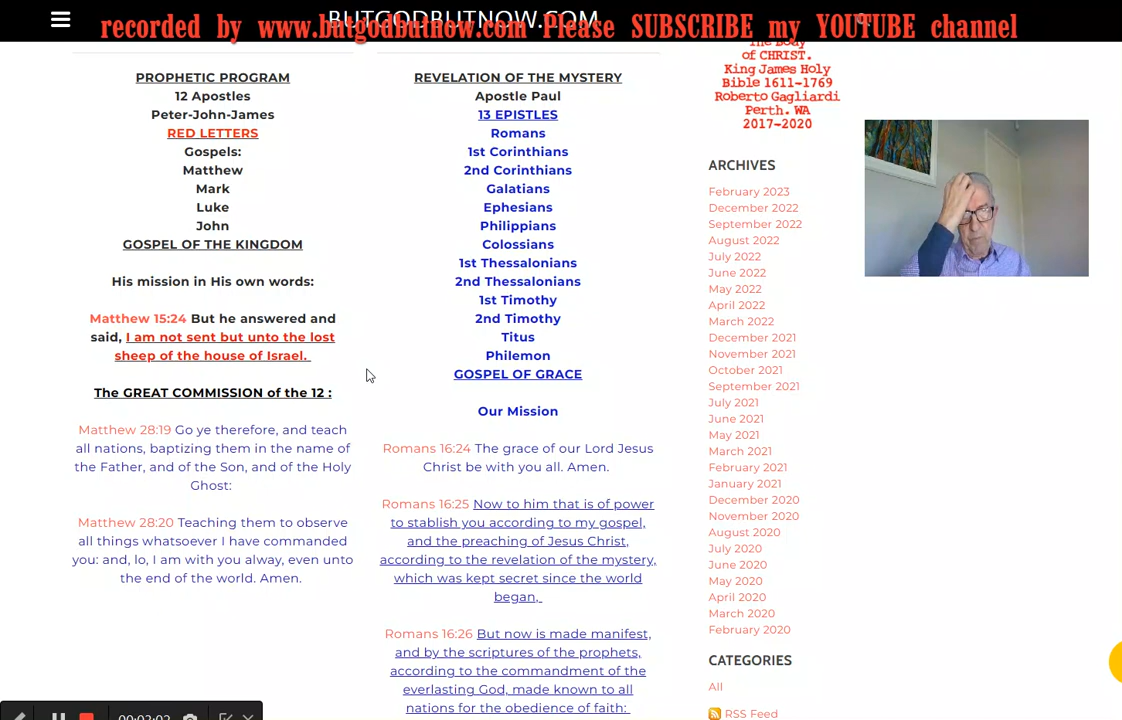 BUTGODBUTNOW.COM
recorded by www.butgodbutnow.com Please SUBSCRIBE my YOUTUBE channel
PROPHETIC PROGRAM
12 Apostles
Peter-John-James
RED LETTERS
Gospels:
Matthew
Mark
Luke
John
GOSPEL OF THE KINGDOM
His mission in His own words:
Matthew 15:24 But he answered and
said, I am not sent but unto the lost
sheep of the house of Israel.
The GREAT COMMISSION of the 12 :
Matthew 28:19 Go ye therefore, and teach
all nations, baptizing them in the name of
the Father, and of the Son, and of the Holy
Ghost:
Matthew 28:20 Teaching them to observe
all things whatsoever I have commanded
you: and, lo, I am with you alway, even unto
the end of the world. Amen.
REVELATION OF THE MYSTERY
Apostle Paul
13 EPISTLES
Romans
1st Corinthians
2nd Corinthians
Galatians
Ephesians
Philippians
Colossians
1st Thessalonians
2nd Thessalonians
1st Timothy
2nd Timothy
Titus
Philemon
GOSPEL OF GRACE
Our Mission
Romans 16:24 The grace of our Lord Jesus
Christ be with you all. Amen.
Romans 16:25 Now to him that is of power
to stablish you according to my gospel,
and the preaching of Jesus Christ,
according to the revelation of the mystery,
which was kept secret since the world
began,
Romans 16:26 But now is made manifest,
and by the scriptures of the prophets,
according to the commandment of the
everlasting God, made known to all
nations for the obedience of faith:
The Body
of CHRIST.
King James Holy
Bible 1611-1769
Roberto Gagliardi
Perth. WA
2017-2020
ARCHIVES
February 2023
December 2022
September 2022
August 2022
July 2022
June 2022
May 2022
April 2022
March 2022
December 2021
November 2021
October 2021
September 2021
July 2021
June 2021
May 2021
March 2021
February 2021
January 2021
December 2020
November 2020
August 2020
July 2020
June 2020
May 2020
April 2020
March 2020
February 2020
CATEGORIES
All
RSS Feed